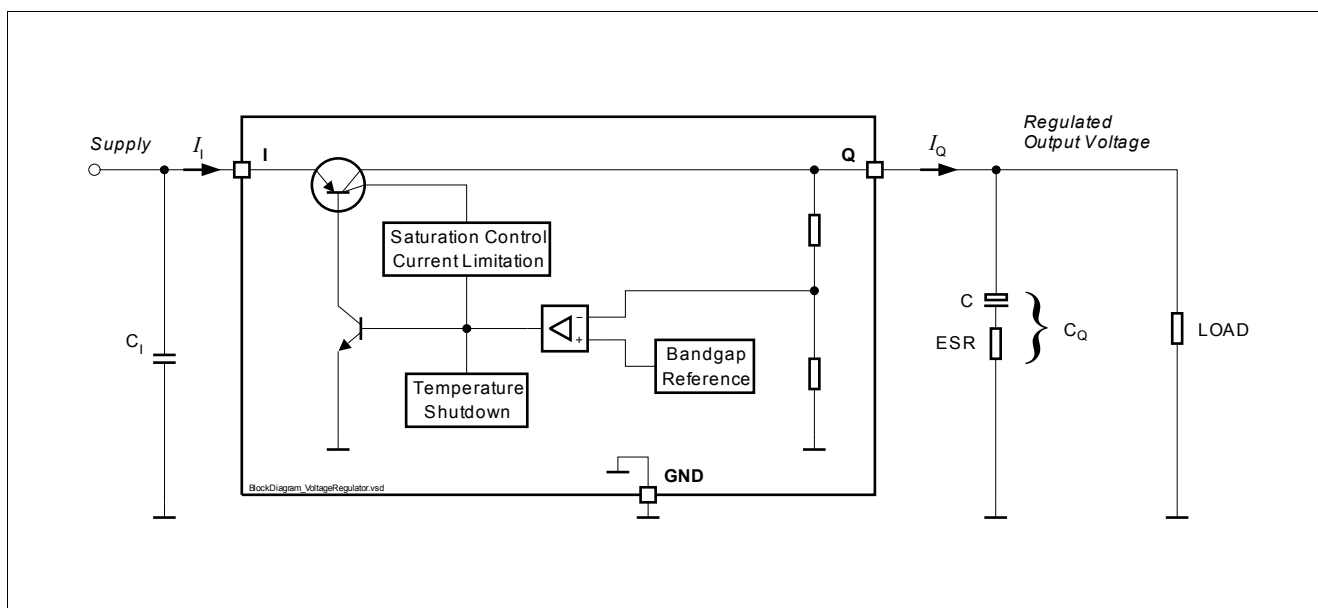 Supply
I_I
I
Q
I_Q
Regulated
Output Voltage
Saturation Control
Current Limitation
C_I
−
+
Bandgap
Reference
Temperature
Shutdown
C
ESR
}
C_Q
LOAD
GND
BlockDiagram_VoltageRegulator.vsd